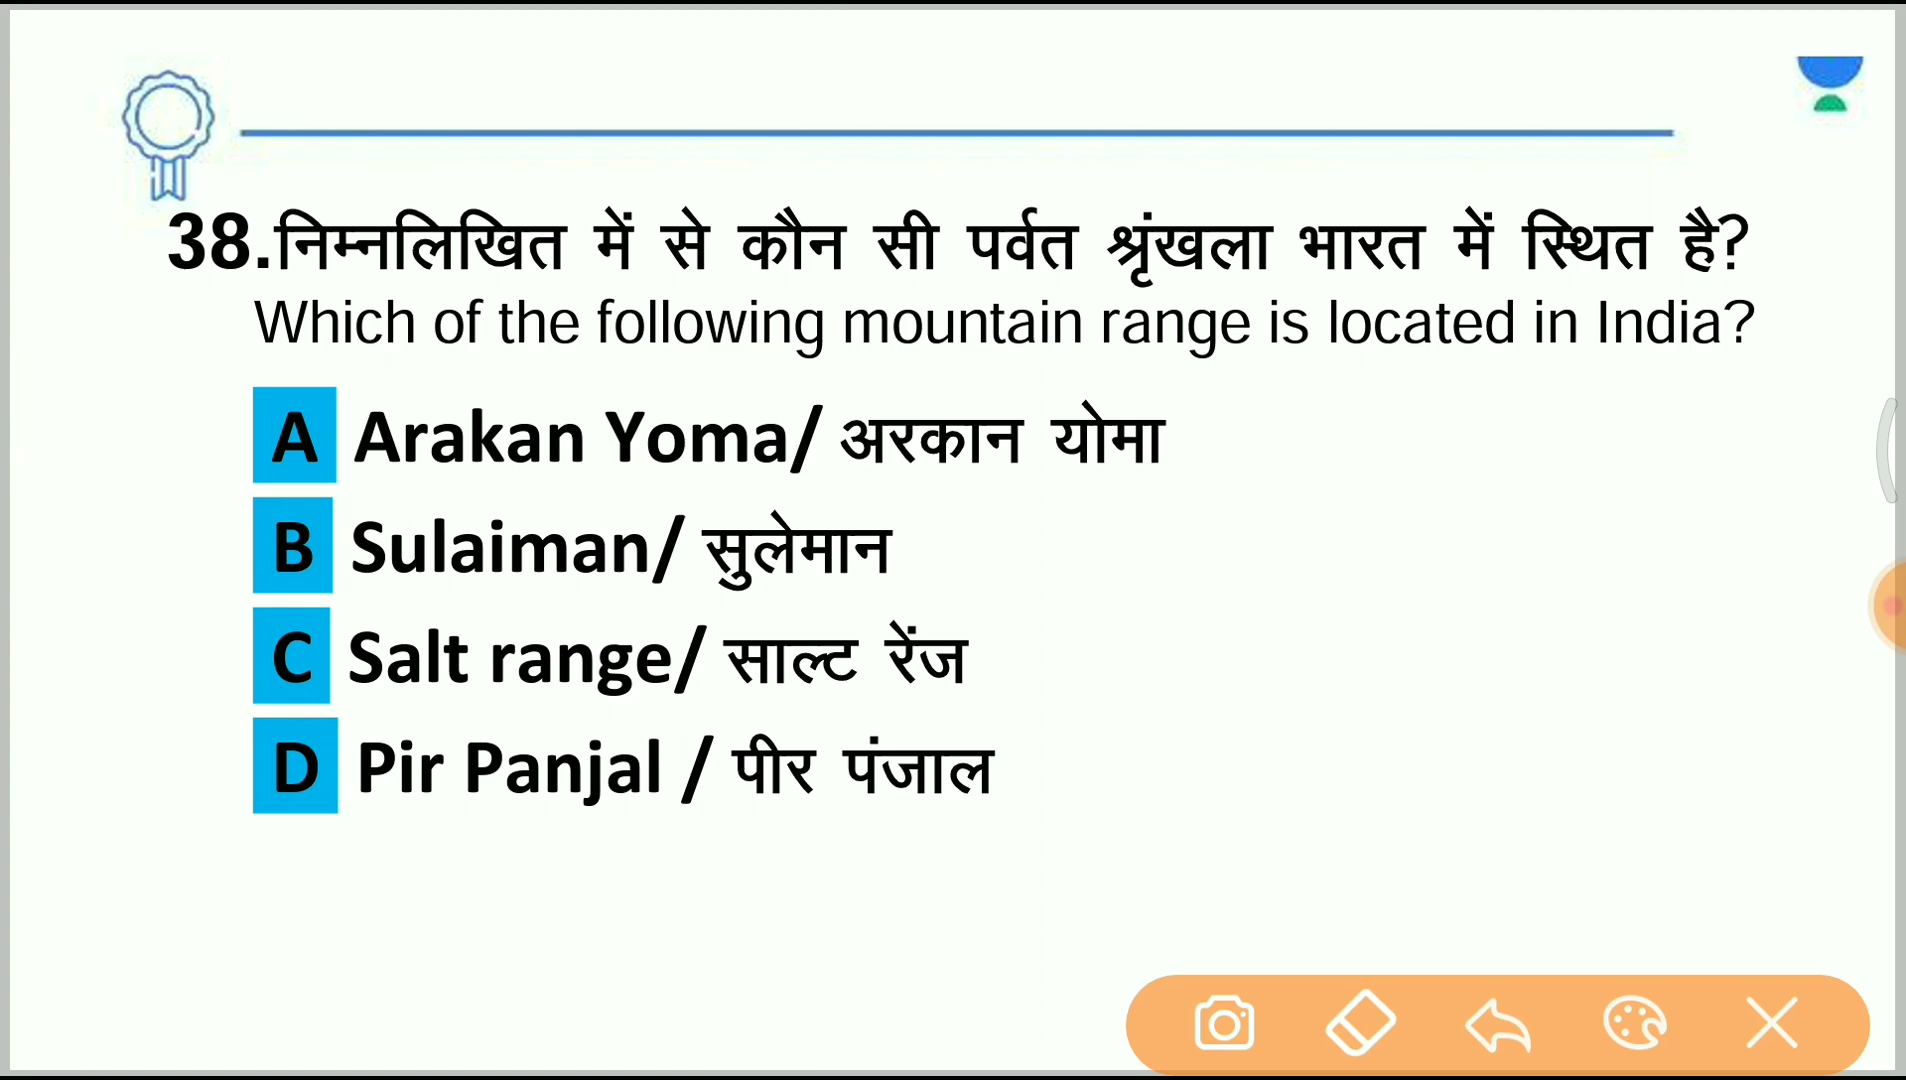 38.निम्नलिखित में से कौन सी पर्वत श्रृंखला भारत में स्थित है?
Which of the following mountain range is located in India?
A Arakan Yoma/ अरकान योमा
B Sulaiman/ सुलेमान
C Salt range/ साल्ट रेंज
D Pir Panjal / पीर पंजाल